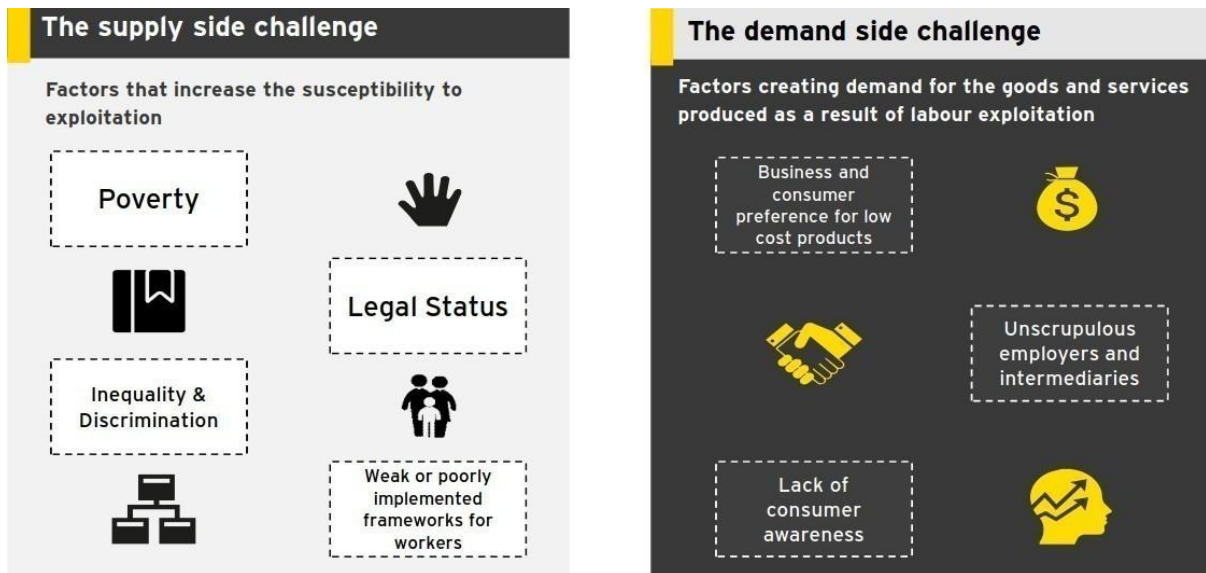 The supply side challenge
Factors that increase the susceptibility to
exploitation
Poverty
Legal Status
Inequality &
Discrimination
Weak or poorly
implemented
frameworks for
workers
The demand side challenge
Factors creating demand for the goods and services
produced as a result of labour exploitation
Business and
consumer
preference for low
cost products
$
Unscrupulous
employers and
intermediaries
Lack of
consumer
awareness